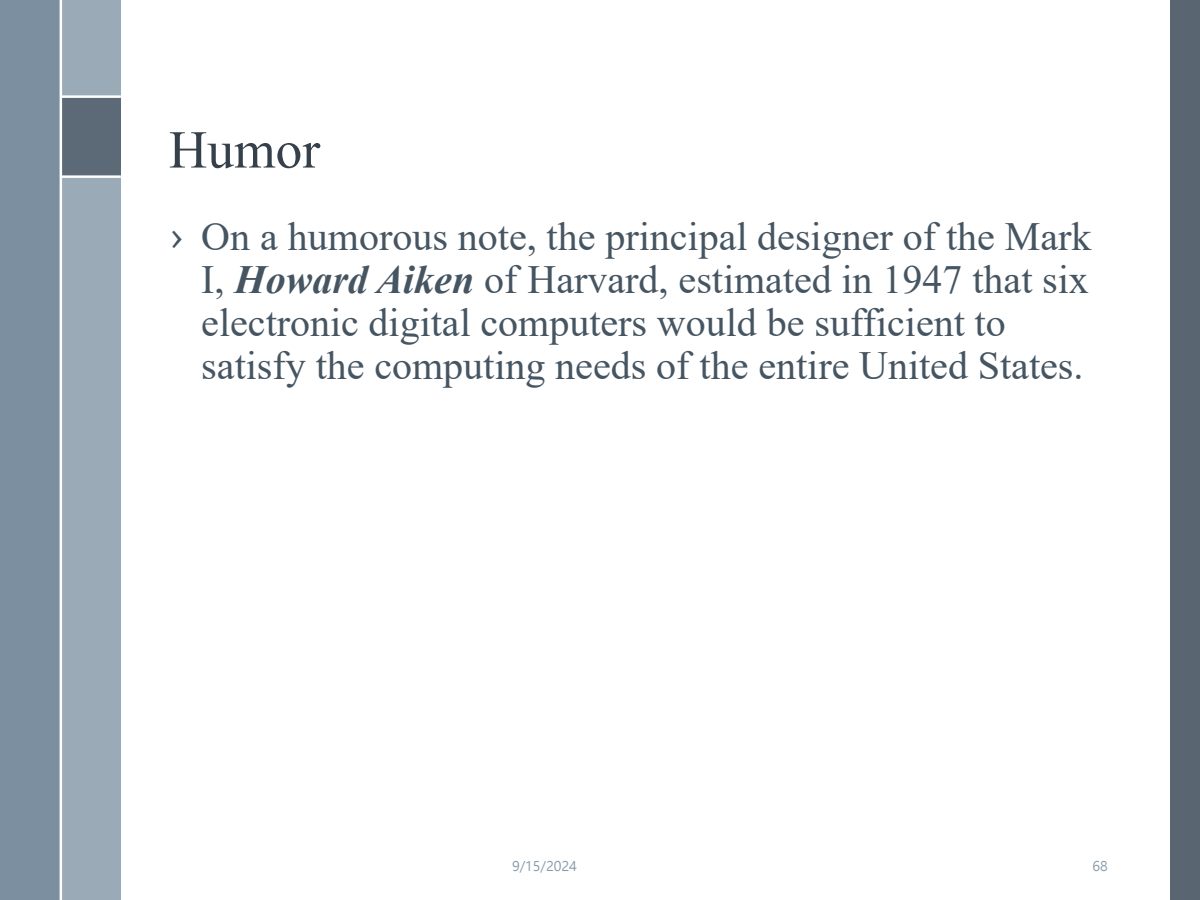 Humor
› On a humorous note, the principal designer of the Mark
I, Howard Aiken of Harvard, estimated in 1947 that six
electronic digital computers would be sufficient to
satisfy the computing needs of the entire United States.
9/15/2024
68